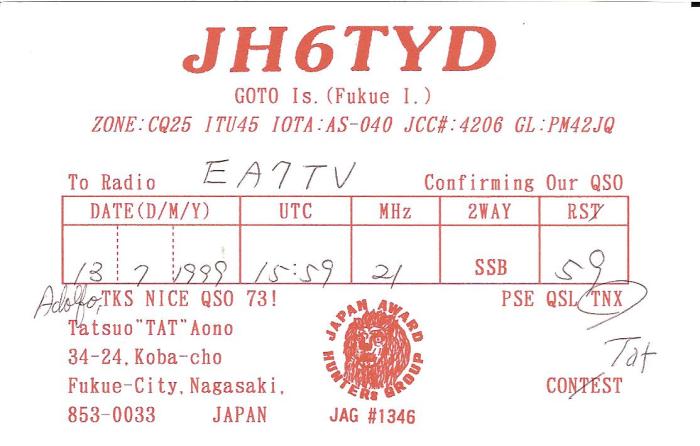 JH6TYD
GOTO Is.(Fukue I.)
ZONE:CQ25 ITU45 IOTA:AS-040 JCC#:4206 GL:PM42JQ
To Radio EA7TV Confirming Our QSO
DATE(D/M/Y) UTC MHz 2WAY RST
13 7 1999 15:59 21 SSB 59
Adolfo, TKS NICE QSO 73! PSE QSL TNX
Tatsuo"TAT"Aono
34-24, Koba-cho
Tat
Fukue-City, Nagasaki, CONTEST
853-0033 JAPAN
JAPAN AWARD HUNTERS GROUP
JAG #1346